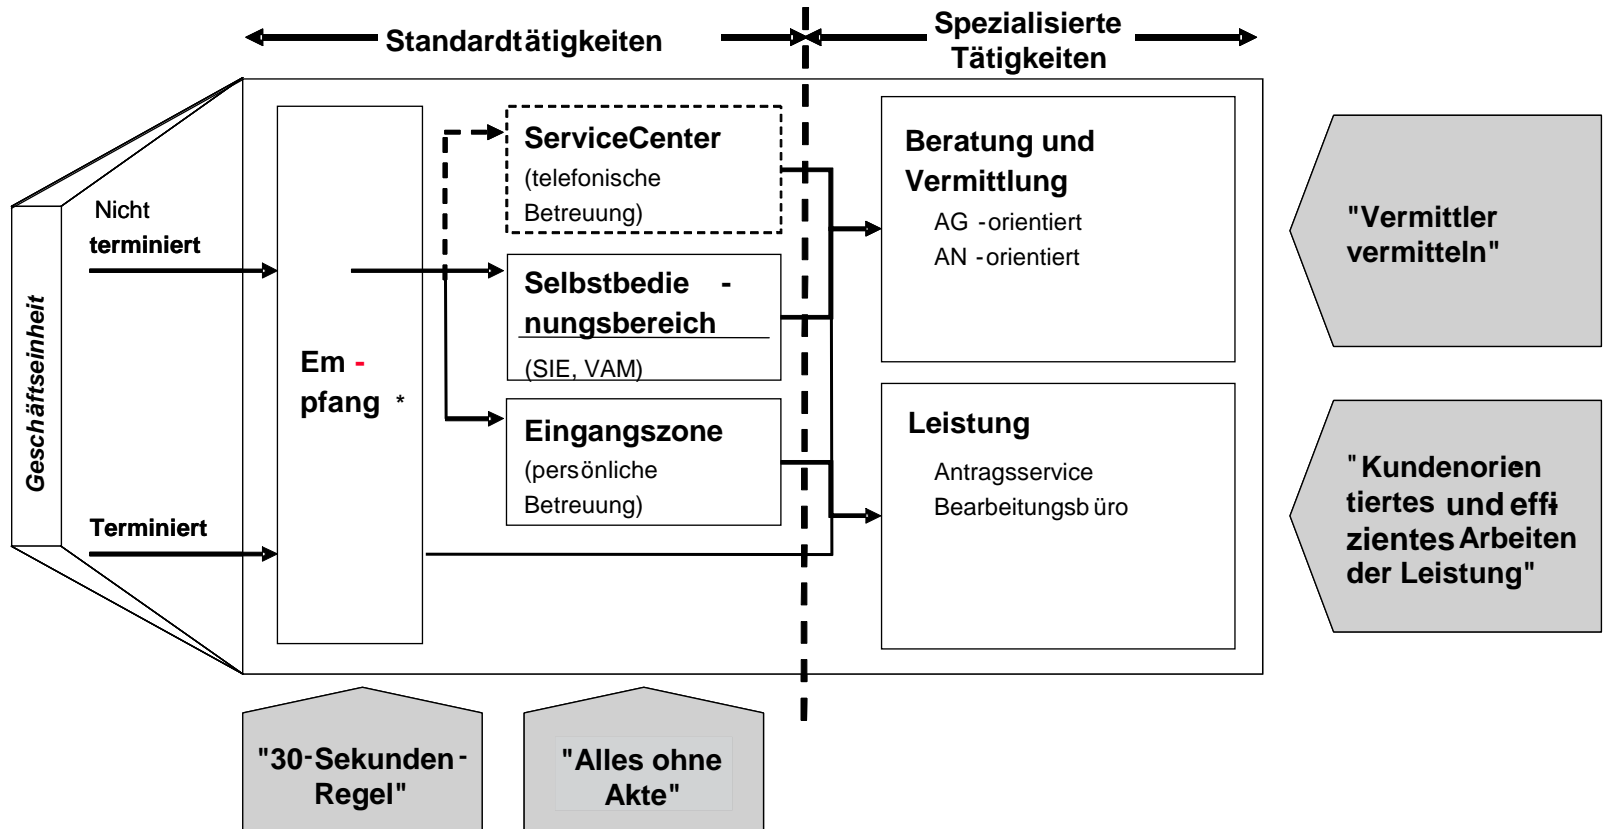 Standardtätigkeiten
Spezialisierte
Tätigkeiten
Geschäftseinheit
Nicht
terminiert
Terminiert
Em -
pfang *
ServiceCenter
(telefonische
Betreuung)
Selbstbedie -
nungsbereich
(SIE, VAM)
Eingangszone
(persönliche
Betreuung)
Beratung und
Vermittlung
AG -orientiert
AN -orientiert
Leistung
Antragsservice
Bearbeitungsbüro
"Vermittler
vermitteln"
"Kundenorien-
tiertes und effi-
zientes Arbeiten
der Leistung"
"30-Sekunden-
Regel"
"Alles ohne
Akte"